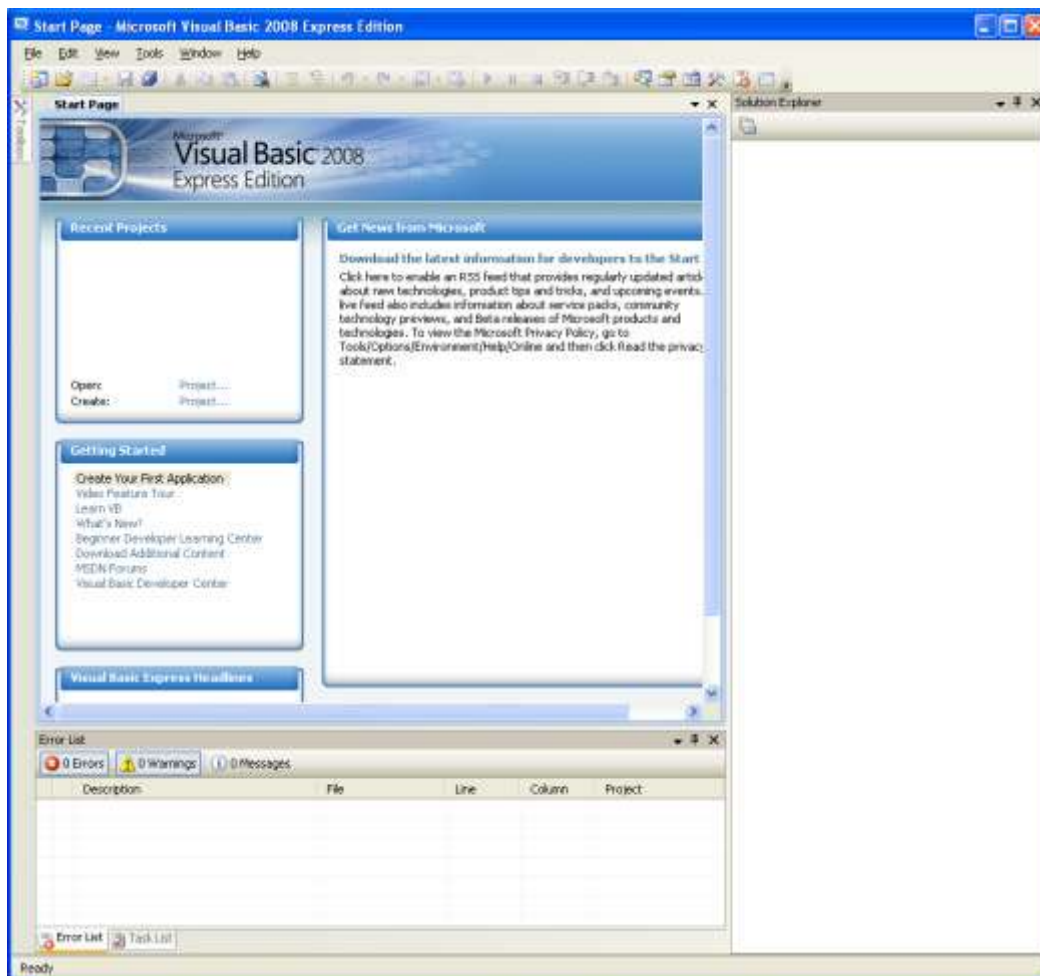 Start Page - Microsoft Visual Basic 2008 Express Edition
File Edit View Tools Window Help
Toolbox
Start Page
Solution Explorer
Microsoft
Visual Basic 2008
Express Edition
Recent Projects
Open: Project...
Create: Project...
Getting Started
Create Your First Application
Video Feature Tour
Learn VB
What's New?
Beginner Developer Learning Center
Download Additional Content
MSDN Forums
Visual Basic Developer Center
Visual Basic Express Headlines
Get News from Microsoft
Download the latest information for developers to the Start
Click here to enable an RSS feed that provides regularly updated article
about new technologies, product tips and tricks, and upcoming events.
live feed also includes information about service packs, community
technology previews, and Beta releases of Microsoft products and
technologies. To view the Microsoft Privacy Policy, go to
Tools/Options/Environment/Help/Online and then click Read the privacy
statement.
Error List
0 Errors 0 Warnings 0 Messages
Description File Line Column Project
Error List Task List
Ready